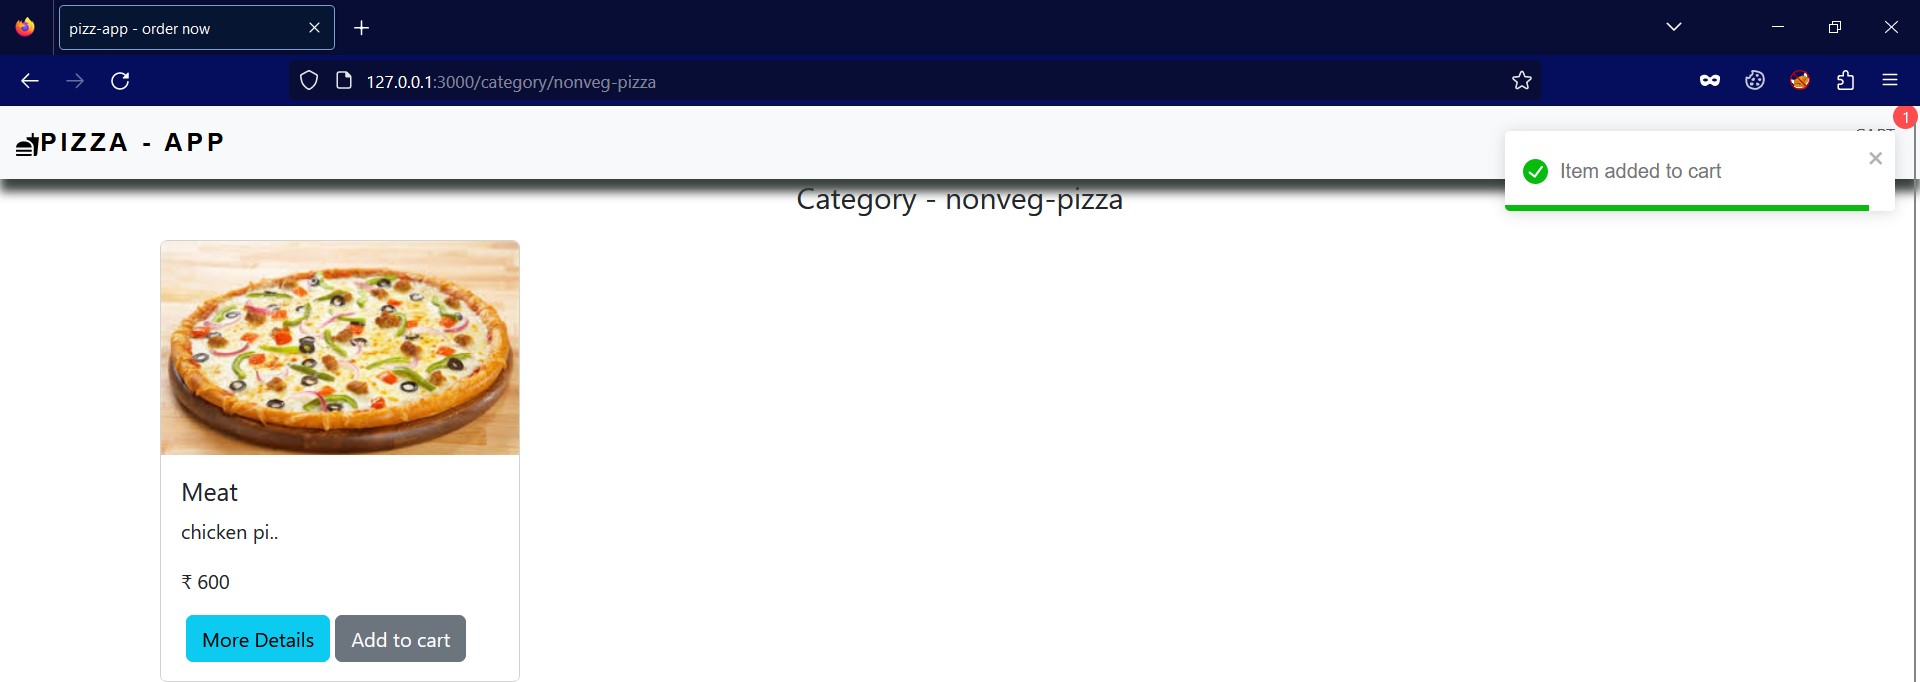 pizz-app - order now
127.0.0.1:3000/category/nonveg-pizza
PIZZA - APP
CART
1
Item added to cart
Category - nonveg-pizza
Meat
chicken pi..
₹ 600
More Details Add to cart